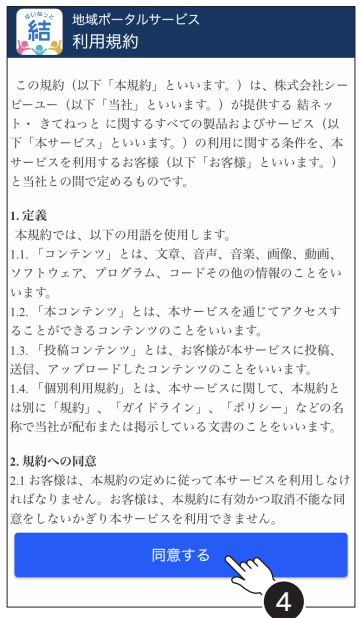 ゆいねっと
結
地域ポータルサービス
利用規約
この規約（以下「本規約」といいます。）は、株式会社シー
ピーユー（以下「当社」といいます。）が提供する 結ネッ
ト・ きてねっと に関するすべての製品およびサービス（以
下「本サービス」といいます。）の利用に関する条件を、本
サービスを利用するお客様（以下「お客様」といいます。）
と当社との間で定めるものです。
1. 定義
本規約では、以下の用語を使用します。
1.1. 「コンテンツ」とは、文章、音声、音楽、画像、動画、
ソフトウェア、プログラム、コードその他の情報のことをい
います。
1.2. 「本コンテンツ」とは、本サービスを通じてアクセスす
ることができるコンテンツのことをいいます。
1.3. 「投稿コンテンツ」とは、お客様が本サービスに投稿、
送信、アップロードしたコンテンツのことをいいます。
1.4. 「個別利用規約」とは、本サービスに関して、本規約と
は別に「規約」、「ガイドライン」、「ポリシー」などの名
称で当社が配布または掲示している文書のことをいいます。
2. 規約への同意
2.1 お客様は、本規約の定めに従って本サービスを利用しなけ
ればなりません。お客様は、本規約に有効かつ取消不能な同
意をしないかぎり本サービスを利用できません。
同意する
4